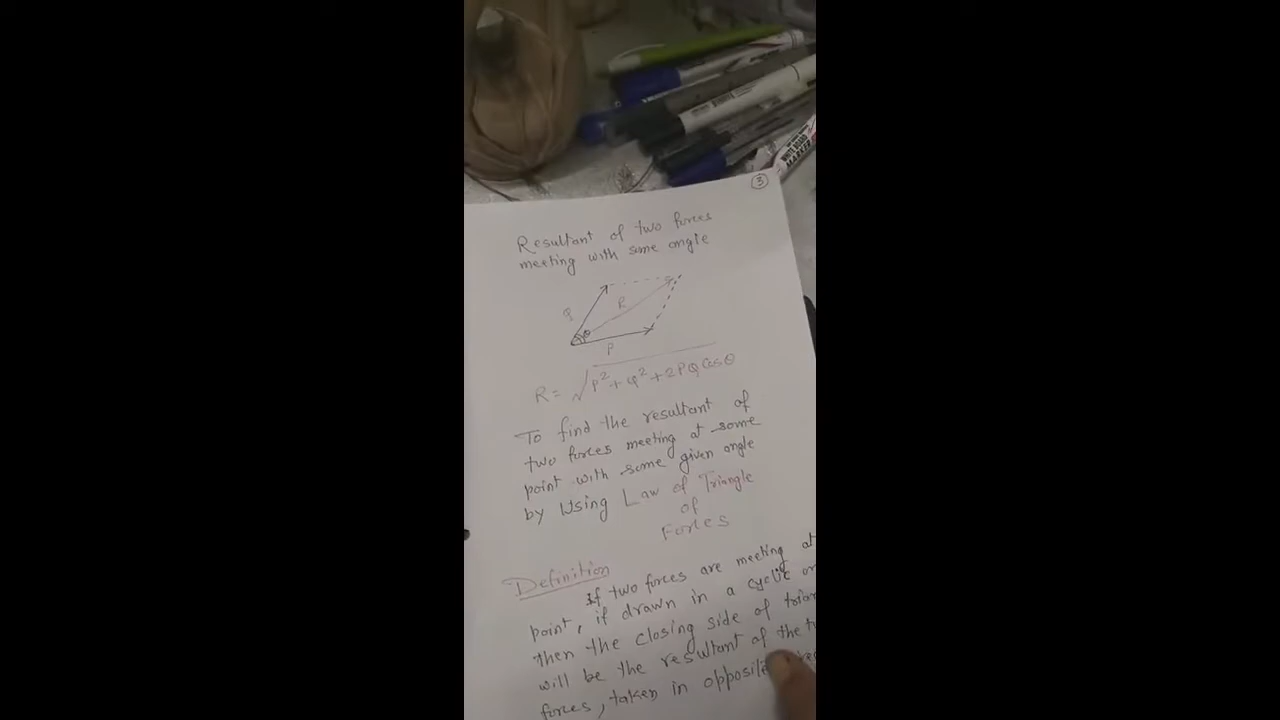 3
Resultant of two forces
meeting with some angle
Q
R
θ
P
R = √P² + Q² + 2PQ Cos θ
To find the resultant of
two forces meeting at some
point with some given angle
by Using Law of Triangle
of
Forces
Definition
If two forces are meeting at
point, if drawn in a cyclic
then the closing side of
will be the resultant of the
forces, taken in